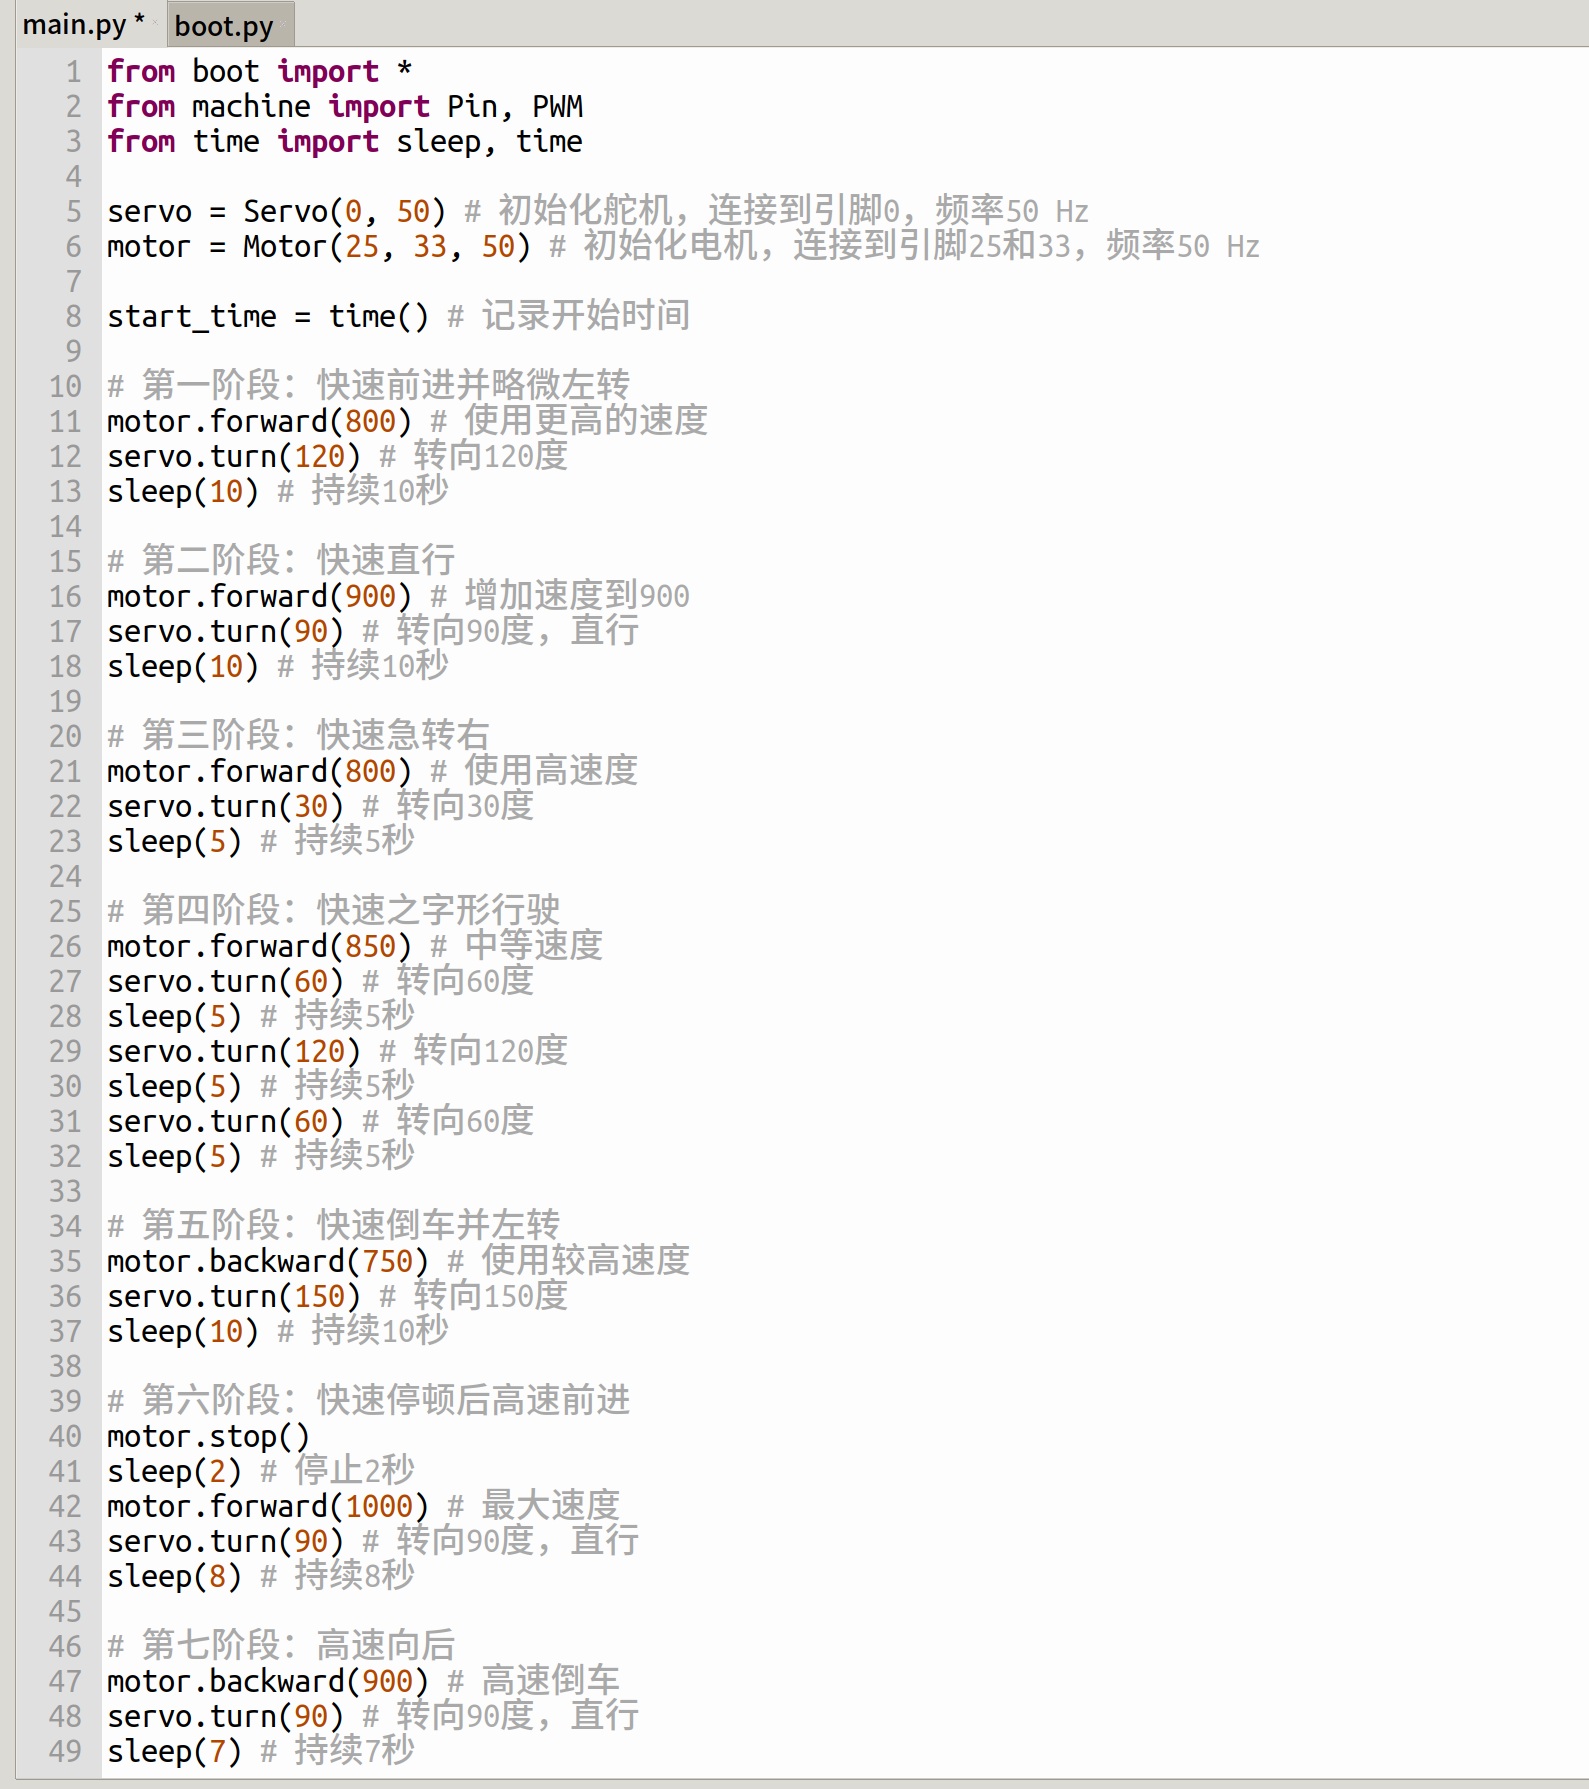 main.py *
boot.py
1 from boot import *
2 from machine import Pin, PWM
3 from time import sleep, time
4
5 servo = Servo(0, 50) # 初始化舵机，连接到引脚0，频率50 Hz
6 motor = Motor(25, 33, 50) # 初始化电机，连接到引脚25和33，频率50 Hz
7
8 start_time = time() # 记录开始时间
9
10 # 第一阶段：快速前进并略微左转
11 motor.forward(800) # 使用更高的速度
12 servo.turn(120) # 转向120度
13 sleep(10) # 持续10秒
14
15 # 第二阶段：快速直行
16 motor.forward(900) # 增加速度到900
17 servo.turn(90) # 转向90度，直行
18 sleep(10) # 持续10秒
19
20 # 第三阶段：快速急转右
21 motor.forward(800) # 使用高速度
22 servo.turn(30) # 转向30度
23 sleep(5) # 持续5秒
24
25 # 第四阶段：快速之字形行驶
26 motor.forward(850) # 中等速度
27 servo.turn(60) # 转向60度
28 sleep(5) # 持续5秒
29 servo.turn(120) # 转向120度
30 sleep(5) # 持续5秒
31 servo.turn(60) # 转向60度
32 sleep(5) # 持续5秒
33
34 # 第五阶段：快速倒车并左转
35 motor.backward(750) # 使用较高速度
36 servo.turn(150) # 转向150度
37 sleep(10) # 持续10秒
38
39 # 第六阶段：快速停顿后高速前进
40 motor.stop()
41 sleep(2) # 停止2秒
42 motor.forward(1000) # 最大速度
43 servo.turn(90) # 转向90度，直行
44 sleep(8) # 持续8秒
45
46 # 第七阶段：高速向后
47 motor.backward(900) # 高速倒车
48 servo.turn(90) # 转向90度，直行
49 sleep(7) # 持续7秒